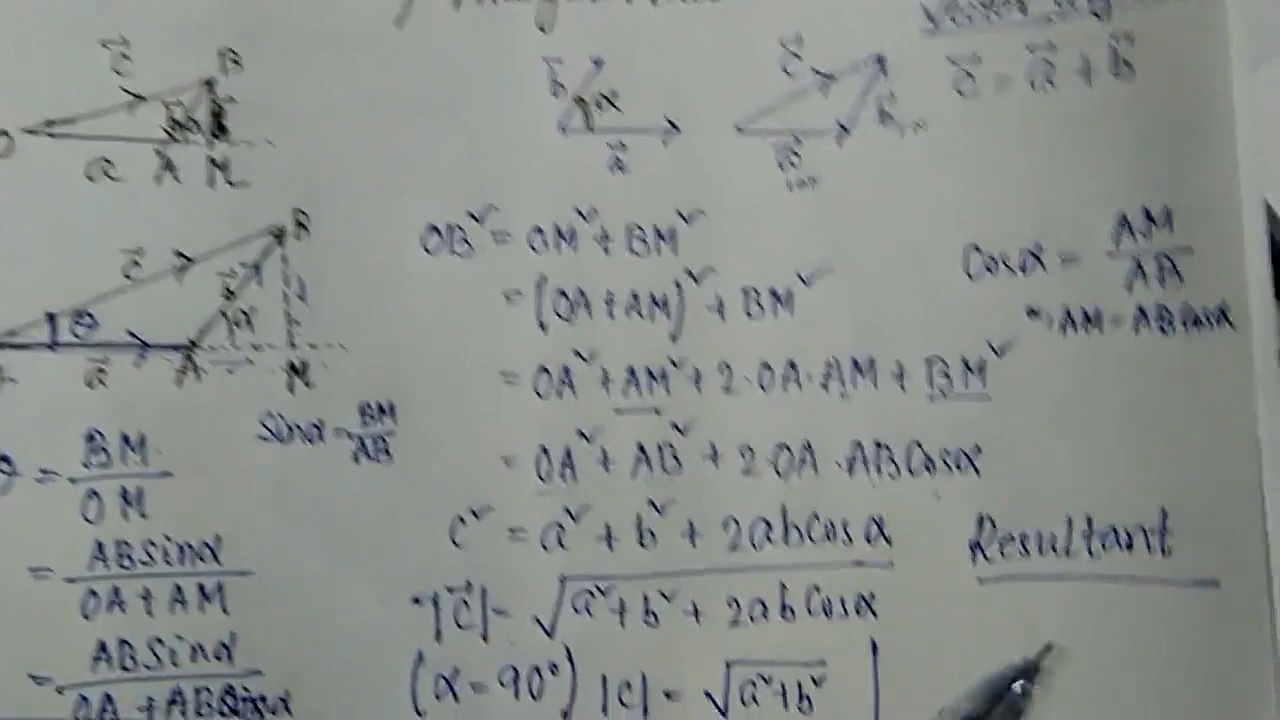 c⃗ B
a A M
b⃗ α
a⃗
c⃗
c⃗ = a⃗ + b⃗
c⃗ B
b⃗
θ α
a⃗ A M
Sinα = BM/AB
= BM/OM
= ABsinα/OA + AM
= ABSinα
OB² = OM² + BM²
= (OA + AM)² + BM²
= OA² + AM² + 2·OA·AM + BM²
= OA² + AB² + 2·OA·ABCosα
c² = a² + b² + 2abCosα
|c⃗| = √a² + b² + 2abCosα
(α = 90°) |c| = √a² + b²
Cosα = AM/AB
AM = ABCosα
Resultant